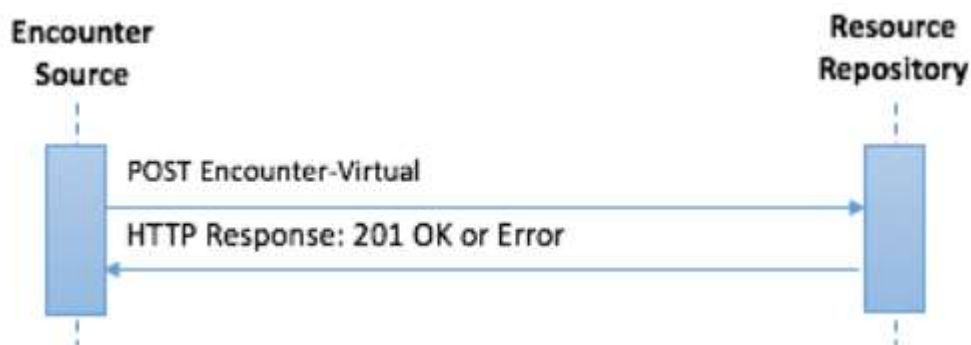 Encounter
Source
Resource
Repository
POST Encounter-Virtual
HTTP Response: 201 OK or Error